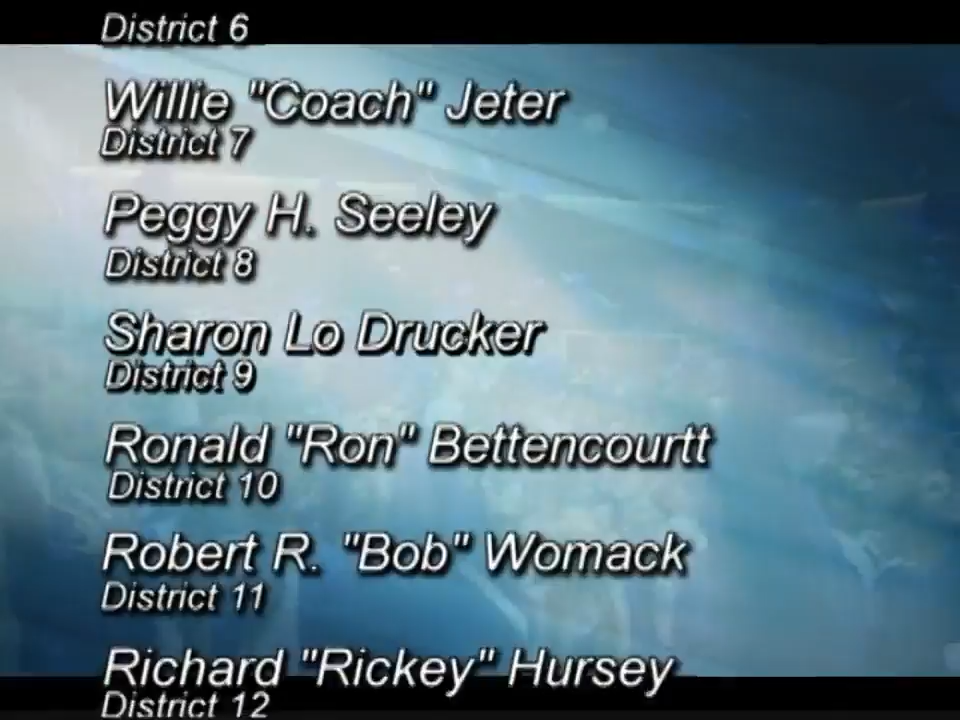 District 6
Willie "Coach" Jeter
District 7
Peggy H. Seeley
District 8
Sharon Lo Drucker
District 9
Ronald "Ron" Bettencourtt
District 10
Robert R. "Bob" Womack
District 11
Richard "Rickey" Hursey
District 12